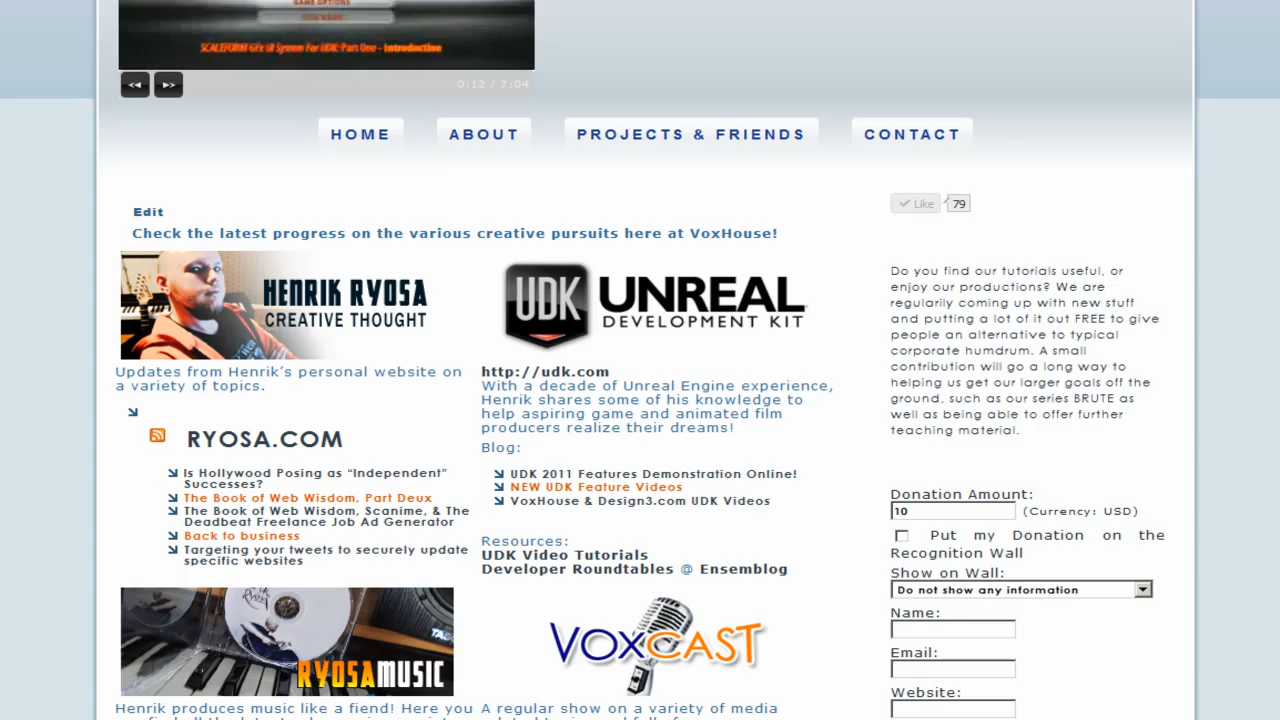 GAME OPTIONS
SCALEFORM GFx UI System For UDK: Part One - Introduction
0:12 / 7:04
HOME ABOUT PROJECTS & FRIENDS CONTACT
Like 79
Edit
Check the latest progress on the various creative pursuits here at VoxHouse!
HENRIK RYOSA
CREATIVE THOUGHT
Updates from Henrik's personal website on
a variety of topics.
RYOSA.COM
Is Hollywood Posing as “Independent”
Successes?
The Book of Web Wisdom, Part Deux
The Book of Web Wisdom, Scanime, & The
Deadbeat Freelance Job Ad Generator
Back to business
Targeting your tweets to securely update
specific websites
RYOSAMUSIC
Henrik produces music like a fiend! Here you
UDK UNREAL
DEVELOPMENT KIT
http://udk.com
With a decade of Unreal Engine experience,
Henrik shares some of his knowledge to
help aspiring game and animated film
producers realize their dreams!
Blog:
UDK 2011 Features Demonstration Online!
NEW UDK Feature Videos
VoxHouse & Design3.com UDK Videos
Resources:
UDK Video Tutorials
Developer Roundtables @ Ensemblog
VOXCAST
A regular show on a variety of media
Do you find our tutorials useful, or
enjoy our productions? We are
regularily coming up with new stuff
and putting a lot of it out FREE to give
people an alternative to typical
corporate humdrum. A small
contribution will go a long way to
helping us get our larger goals off the
ground, such as our series BRUTE as
well as being able to offer further
teaching material.
Donation Amount:
10 (Currency: USD)
Put my Donation on the
Recognition Wall
Show on Wall:
Do not show any information
Name:
Email:
Website: